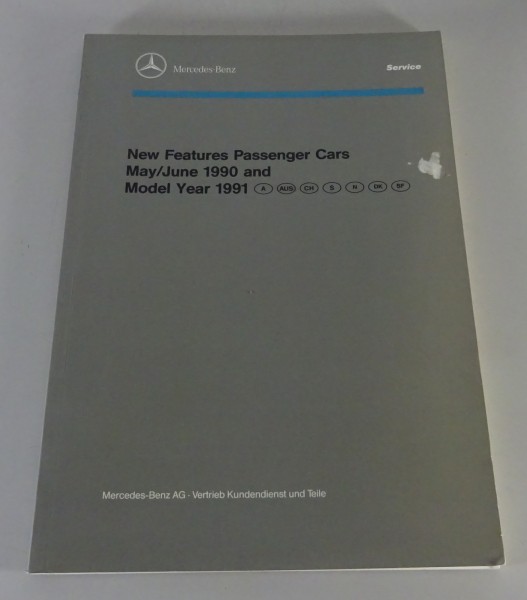 Mercedes-Benz
Service
New Features Passenger Cars
May/June 1990 and
Model Year 1991 A AUS CH S N DK SF
Mercedes-Benz AG · Vertrieb Kundendienst und Teile